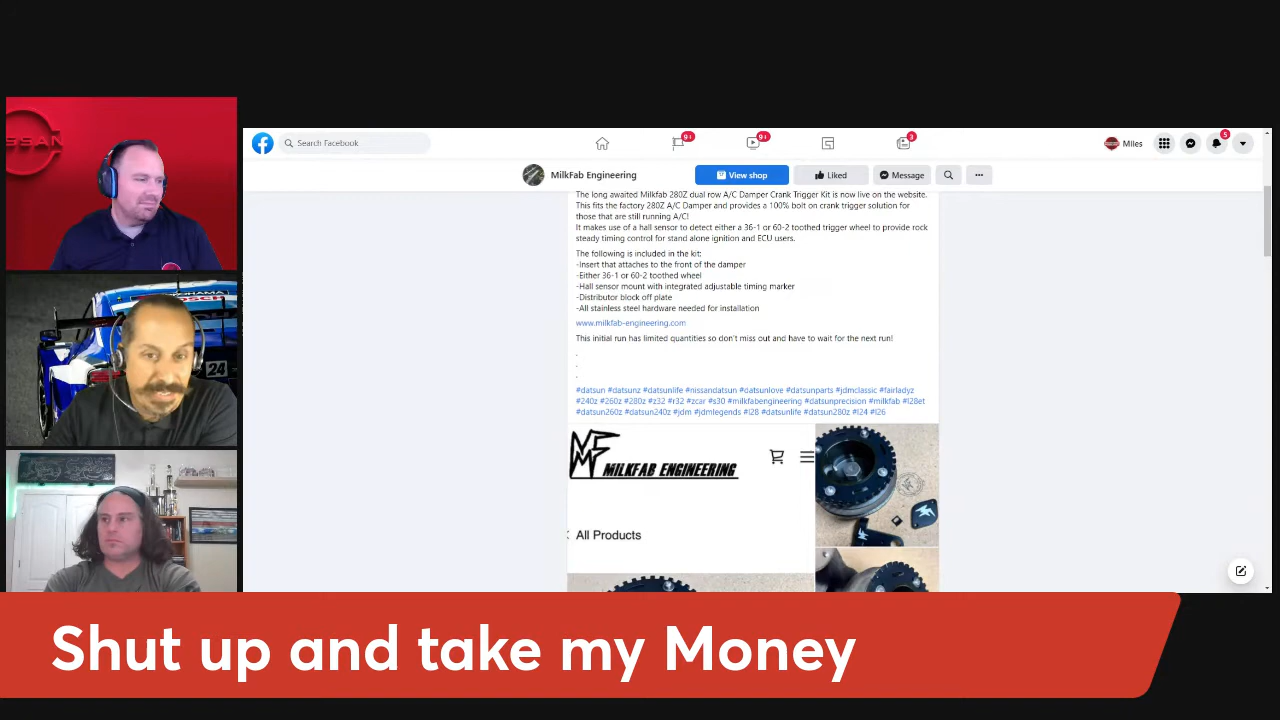 Search Facebook
9+
9+
3
Miles
5
MilkFab Engineering
View shop
Liked
Message
The long awaited Milkfab 280Z dual row A/C Damper Crank Trigger Kit is now live on the website.
This fits the factory 280Z A/C Damper and provides a 100% bolt on crank trigger solution for
those that are still running A/C!
It makes use of a hall sensor to detect either a 36-1 or 60-2 toothed trigger wheel to provide rock
steady timing control for stand alone ignition and ECU users.
The following is included in the kit:
-Insert that attaches to the front of the damper
-Either 36-1 or 60-2 toothed wheel
-Hall sensor mount with integrated adjustable timing marker
-Distributor block off plate
-All stainless steel hardware needed for installation
www.milkfab-engineering.com
This initial run has limited quantities so don't miss out and have to wait for the next run!
.
.
.
#datsun #datsunz #datsunlife #nissandatsun #datsunlove #datsunparts #jdmclassic #fairladyz
#240z #260z #280z #z32 #r32 #zcar #s30 #milkfabengineering #datsunprecision #milkfab #l28et
#datsun260z #datsun240z #jdm #jdmlegends #l28 #datsunlife #datsun280z #l24 #l26
MILKFAB ENGINEERING
All Products
24
Shut up and take my Money